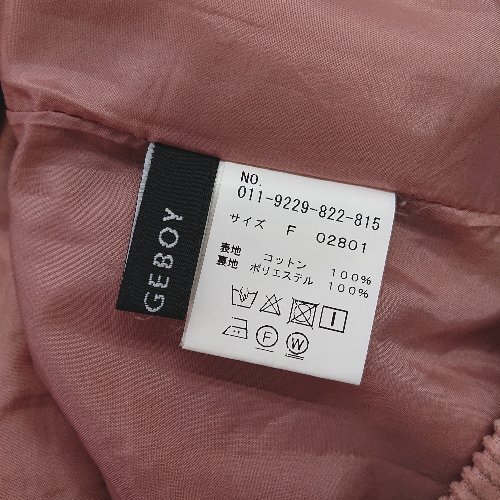 GEBOY
NO.
011-9229-822-815
サイズ F 02801
表地 コットン 100%
裏地 ポリエステル 100%
F W